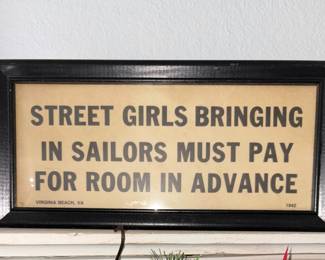 STREET GIRLS BRINGING
IN SAILORS MUST PAY
FOR ROOM IN ADVANCE
VIRGINIA BEACH, VA 1942